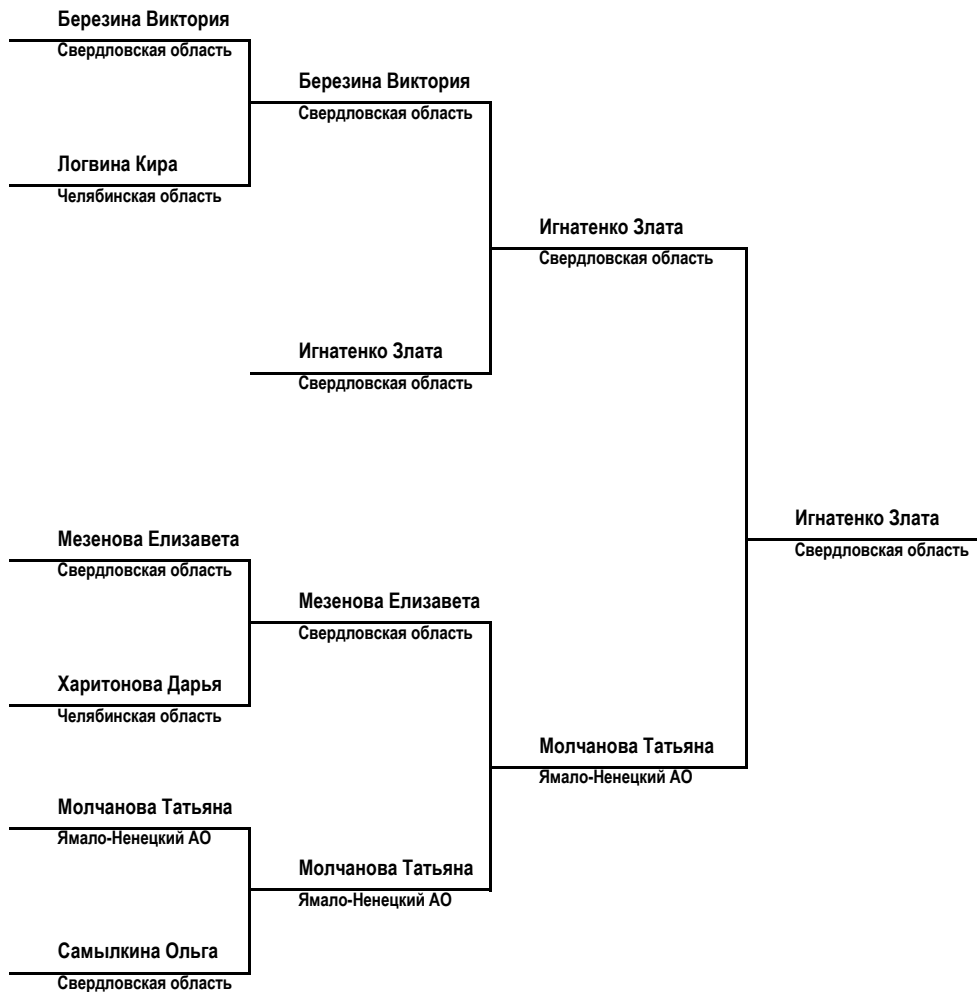 Березина Виктория
Свердловская область
Березина Виктория
Свердловская область
Логвина Кира
Челябинская область
Игнатенко Злата
Свердловская область
Игнатенко Злата
Свердловская область
Игнатенко Злата
Свердловская область
Мезенова Елизавета
Свердловская область
Мезенова Елизавета
Свердловская область
Харитонова Дарья
Челябинская область
Молчанова Татьяна
Ямало-Ненецкий АО
Молчанова Татьяна
Ямало-Ненецкий АО
Молчанова Татьяна
Ямало-Ненецкий АО
Самылкина Ольга
Свердловская область